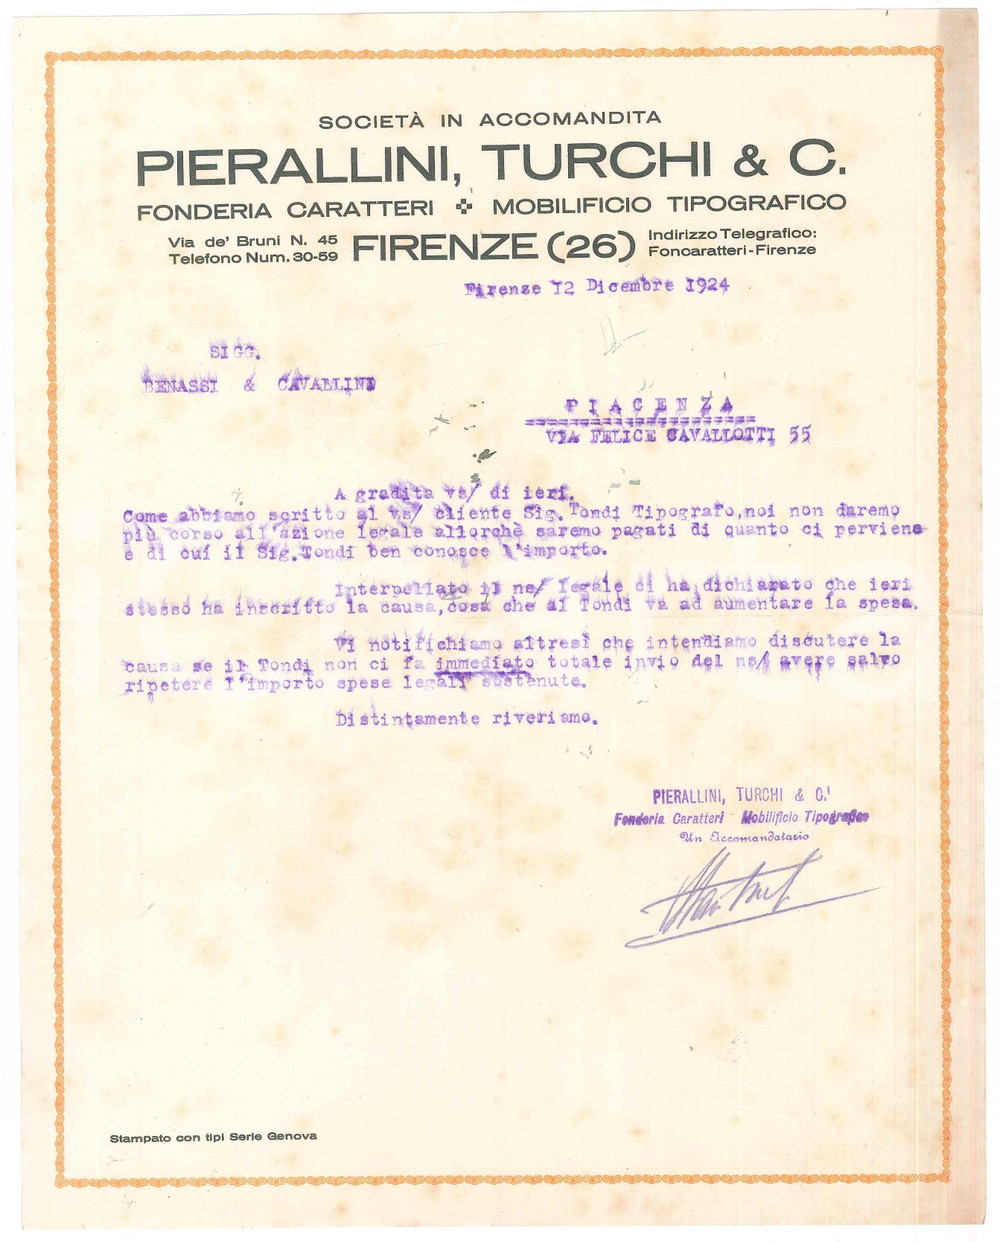 SOCIETÀ IN ACCOMANDITA
PIERALLINI, TURCHI & C.
FONDERIA CARATTERI MOBILIFICIO TIPOGRAFICO
Via de' Bruni N. 45
Telefono Num. 30-59
FIRENZE (26)
Indirizzo Telegrafico:
Foncaratteri-Firenze
Firenze 12 Dicembre 1924
SIGG.
BENASSI & CAVALLINI
PIACENZA
VIA FELICE CAVALLOTTI 55
A gradita vs/ di ieri.
Come abbiamo scritto al vs/ cliente Sig. Tondi Tipografo, noi non daremo
più corso all'azione legale allorchè saremo pagati di quanto ci perviene
e di cui il Sig. Tondi ben conosce l'importo.
Interpellato il ns/ legale ci ha dichiarato che ieri
stesso ha inscritto la causa, cosa che al Tondi va ad aumentare la spesa.
Vi notifichiamo altresì che intendiamo discutere la
causa se il Tondi non ci fa immediato totale invio del ns/ avere salvo
ripetere l'importo spese legali sostenute.
Distintamente riveriamo.
PIERALLINI, TURCHI & C.i
Fonderia Caratteri - Mobilificio Tipografico
Un Accomandatario
Stampato con tipi Serie Genova